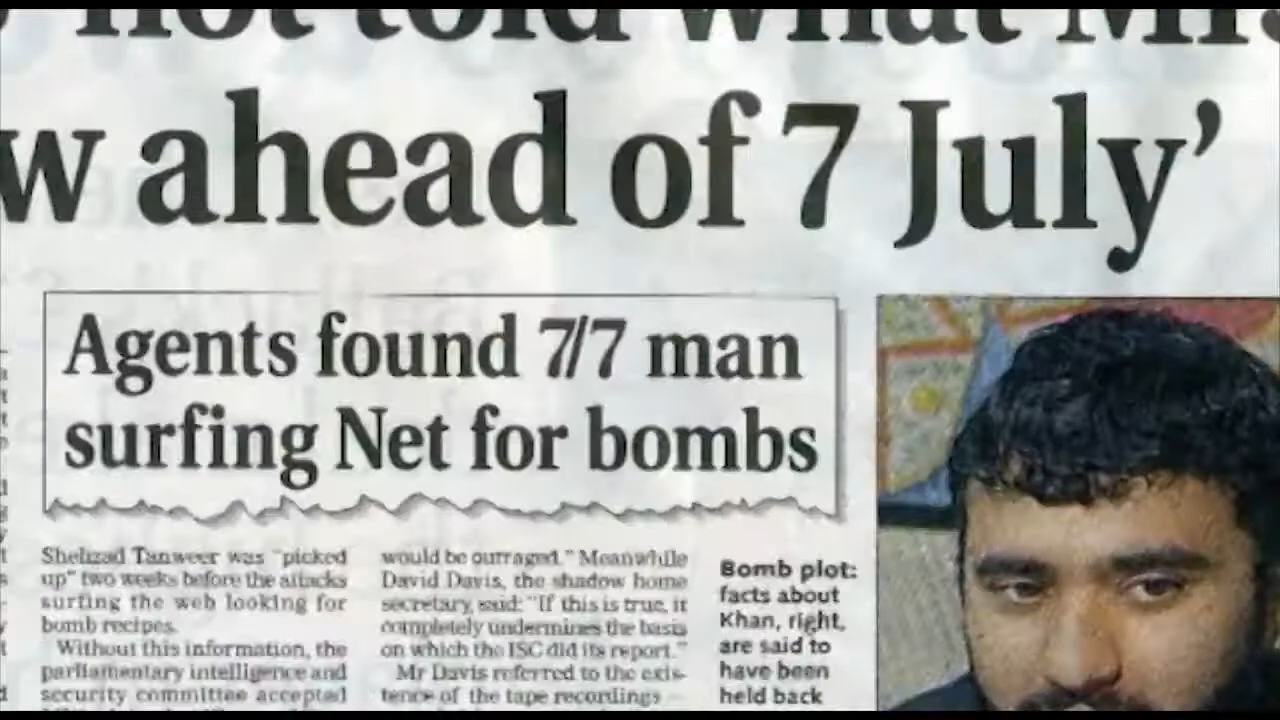 not told what MI5
w ahead of 7 July’
Agents found 7/7 man
surfing Net for bombs
Shehzad Tanweer was “picked
up” two weeks before the attacks
surfing the web looking for
bomb recipes.
Without this information, the
parliamentary intelligence and
security committee accepted
would be outraged.” Meanwhile
David Davis, the shadow home
secretary, said: “If this is true, it
completely undermines the basis
on which the ISC did its report.”
Mr Davis referred to the exis-
tence of the tape recordings
Bomb plot:
facts about
Khan, right,
are said to
have been
held back